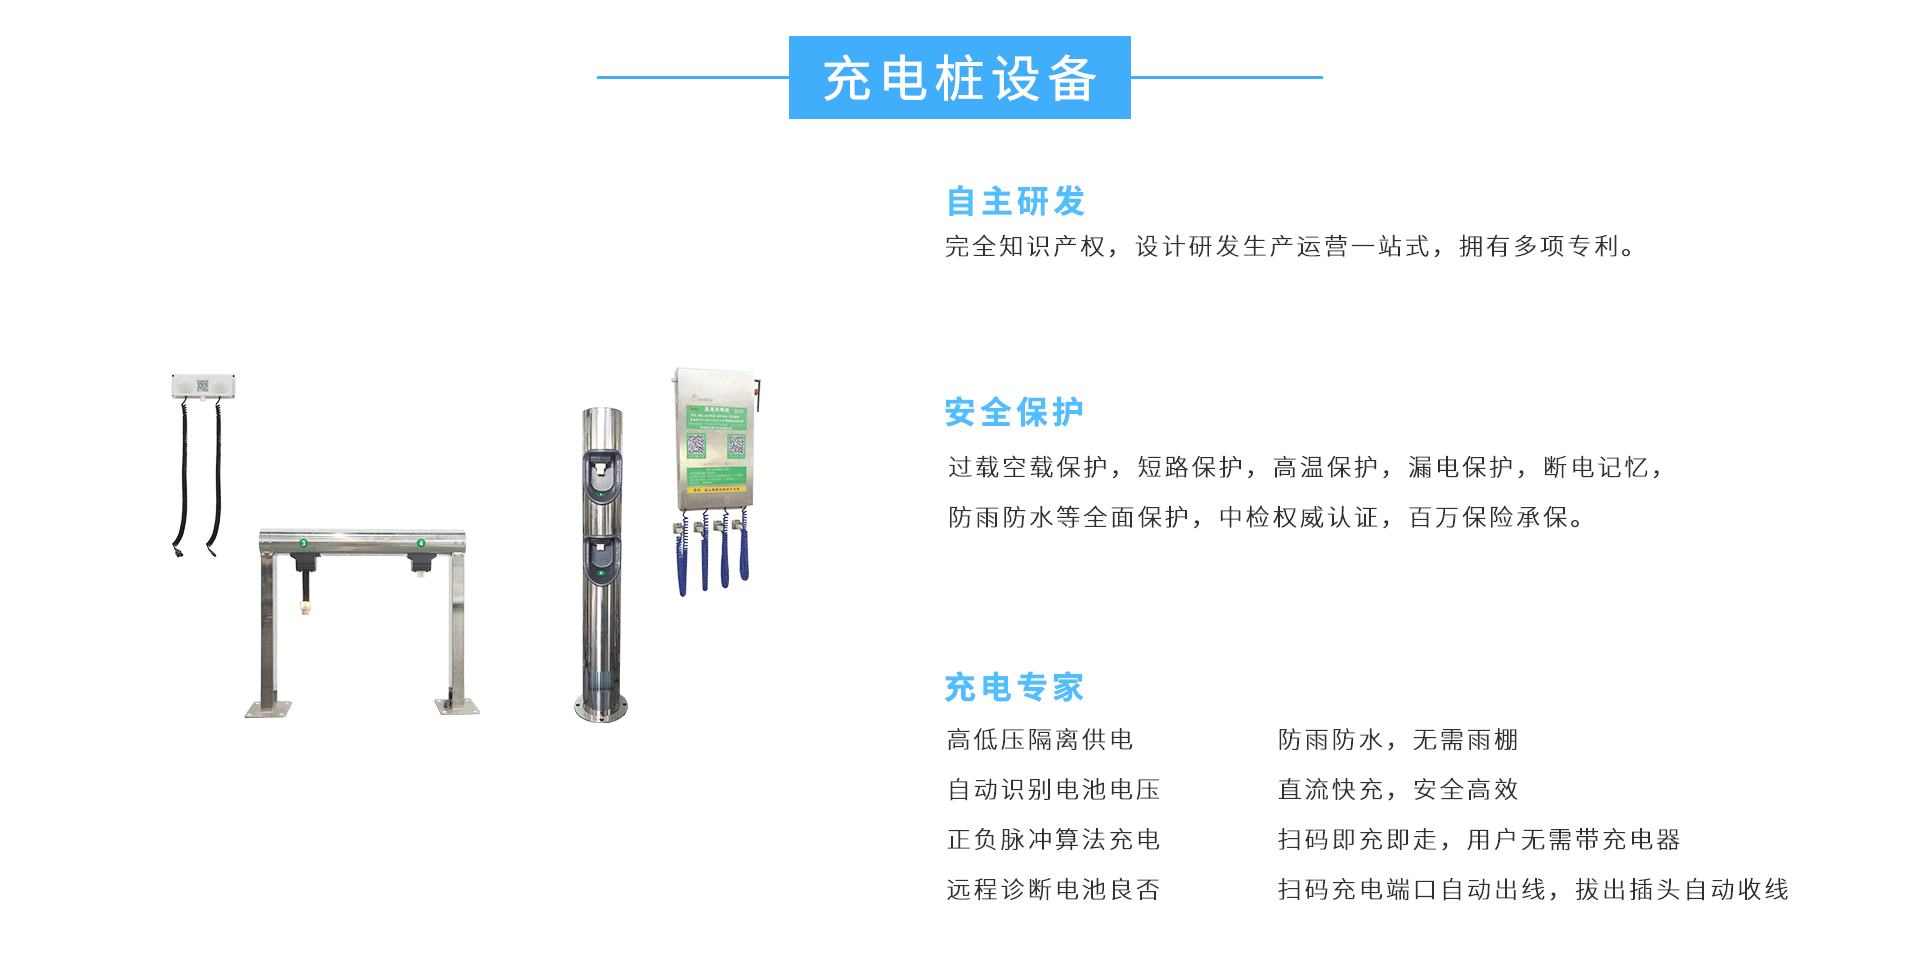 充电桩设备
自主研发
完全知识产权，设计研发生产运营一站式，拥有多项专利。
安全保护
过载空载保护，短路保护，高温保护，漏电保护，断电记忆，
防雨防水等全面保护，中检权威认证，百万保险承保。
充电专家
高低压隔离供电
防雨防水，无需雨棚
自动识别电池电压
直流快充，安全高效
正负脉冲算法充电
扫码即充即走，用户无需带充电器
远程诊断电池良否
扫码充电端口自动出线，拔出插头自动收线
3
4
1
2